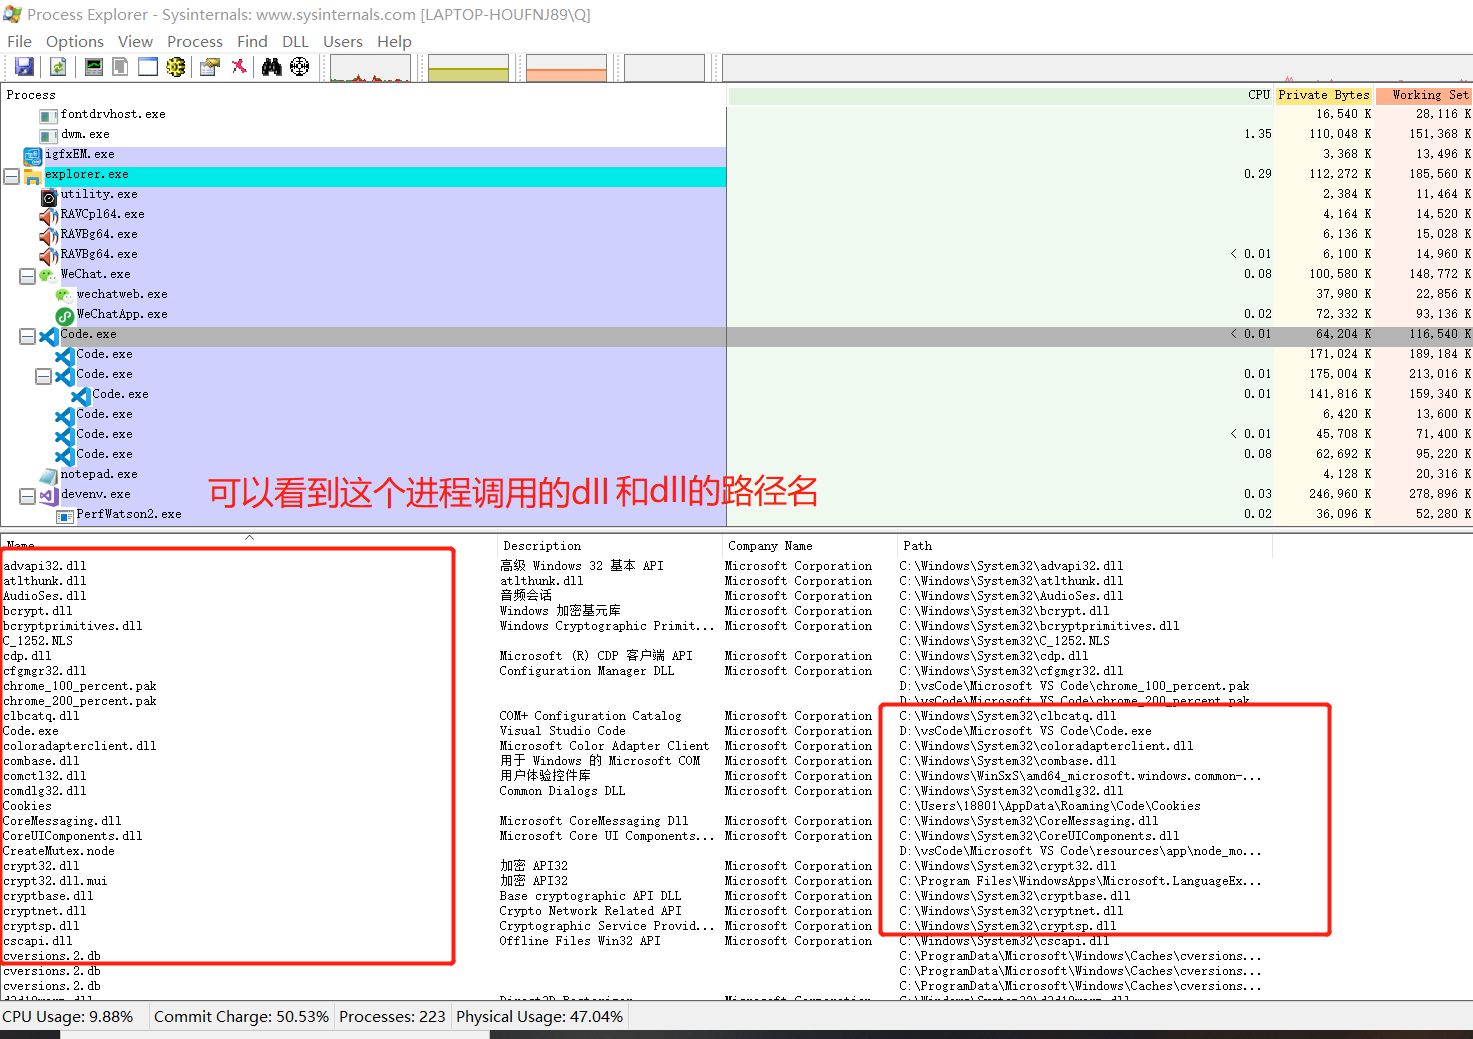 Process Explorer - Sysinternals: www.sysinternals.com [LAPTOP-HOUFNJ89\Q]
File Options View Process Find DLL Users Help
Process CPU Private Bytes Working Set
fontdrvhost.exe 16,540 K 28,116 K
dwm.exe 1.35 110,048 K 151,368 K
igfxEM.exe 3,368 K 13,496 K
explorer.exe 0.29 112,272 K 185,560 K
utility.exe 2,384 K 11,464 K
RAVCpl64.exe 4,164 K 14,520 K
RAVBg64.exe 6,136 K 15,028 K
RAVBg64.exe < 0.01 6,100 K 14,960 K
WeChat.exe 0.08 100,580 K 148,772 K
wechatweb.exe 37,980 K 22,856 K
WeChatApp.exe 0.02 72,332 K 93,136 K
Code.exe < 0.01 64,204 K 116,540 K
Code.exe 171,024 K 189,184 K
Code.exe 0.01 175,004 K 213,016 K
Code.exe 0.01 141,816 K 159,340 K
Code.exe 6,420 K 13,600 K
Code.exe < 0.01 45,708 K 71,400 K
Code.exe 0.08 62,692 K 95,220 K
notepad.exe 4,128 K 20,316 K
devenv.exe 0.03 246,960 K 278,896 K
可以看到这个进程调用的dll 和dll的路径名
PerfWatson2.exe 0.02 36,096 K 52,280 K
Name Description Company Name Path
advapi32.dll 高级 Windows 32 基本 API Microsoft Corporation C:\Windows\System32\advapi32.dll
atlthunk.dll atlthunk.dll Microsoft Corporation C:\Windows\System32\atlthunk.dll
AudioSes.dll 音频会话 Microsoft Corporation C:\Windows\System32\AudioSes.dll
bcrypt.dll Windows 加密基元库 Microsoft Corporation C:\Windows\System32\bcrypt.dll
bcryptprimitives.dll Windows Cryptographic Primit... Microsoft Corporation C:\Windows\System32\bcryptprimitives.dll
C_1252.NLS C:\Windows\System32\C_1252.NLS
cdp.dll Microsoft (R) CDP 客户端 API Microsoft Corporation C:\Windows\System32\cdp.dll
cfgmgr32.dll Configuration Manager DLL Microsoft Corporation C:\Windows\System32\cfgmgr32.dll
chrome_100_percent.pak D:\vsCode\Microsoft VS Code\chrome_100_percent.pak
chrome_200_percent.pak D:\vsCode\Microsoft VS Code\chrome_200_percent.pak
clbcatq.dll COM+ Configuration Catalog Microsoft Corporation C:\Windows\System32\clbcatq.dll
Code.exe Visual Studio Code Microsoft Corporation D:\vsCode\Microsoft VS Code\Code.exe
coloradapterclient.dll Microsoft Color Adapter Client Microsoft Corporation C:\Windows\System32\coloradapterclient.dll
combase.dll 用于 Windows 的 Microsoft COM Microsoft Corporation C:\Windows\System32\combase.dll
comctl32.dll 用户体验控件库 Microsoft Corporation C:\Windows\WinSxS\amd64_microsoft.windows.common-...
comdlg32.dll Common Dialogs DLL Microsoft Corporation C:\Windows\System32\comdlg32.dll
Cookies C:\Users\18801\AppData\Roaming\Code\Cookies
CoreMessaging.dll Microsoft CoreMessaging Dll Microsoft Corporation C:\Windows\System32\CoreMessaging.dll
CoreUIComponents.dll Microsoft Core UI Components... Microsoft Corporation C:\Windows\System32\CoreUIComponents.dll
CreateMutex.node D:\vsCode\Microsoft VS Code\resources\app\node_mo...
crypt32.dll 加密 API32 Microsoft Corporation C:\Windows\System32\crypt32.dll
crypt32.dll.mui 加密 API32 Microsoft Corporation C:\Program Files\WindowsApps\Microsoft.LanguageEx...
cryptbase.dll Base cryptographic API DLL Microsoft Corporation C:\Windows\System32\cryptbase.dll
cryptnet.dll Crypto Network Related API Microsoft Corporation C:\Windows\System32\cryptnet.dll
cryptsp.dll Cryptographic Service Provid... Microsoft Corporation C:\Windows\System32\cryptsp.dll
cscapi.dll Offline Files Win32 API Microsoft Corporation C:\Windows\System32\cscapi.dll
cversions.2.db C:\ProgramData\Microsoft\Windows\Caches\cversions...
cversions.2.db C:\ProgramData\Microsoft\Windows\Caches\cversions...
cversions.2.db C:\ProgramData\Microsoft\Windows\Caches\cversions...
CPU Usage: 9.88% Commit Charge: 50.53% Processes: 223 Physical Usage: 47.04%